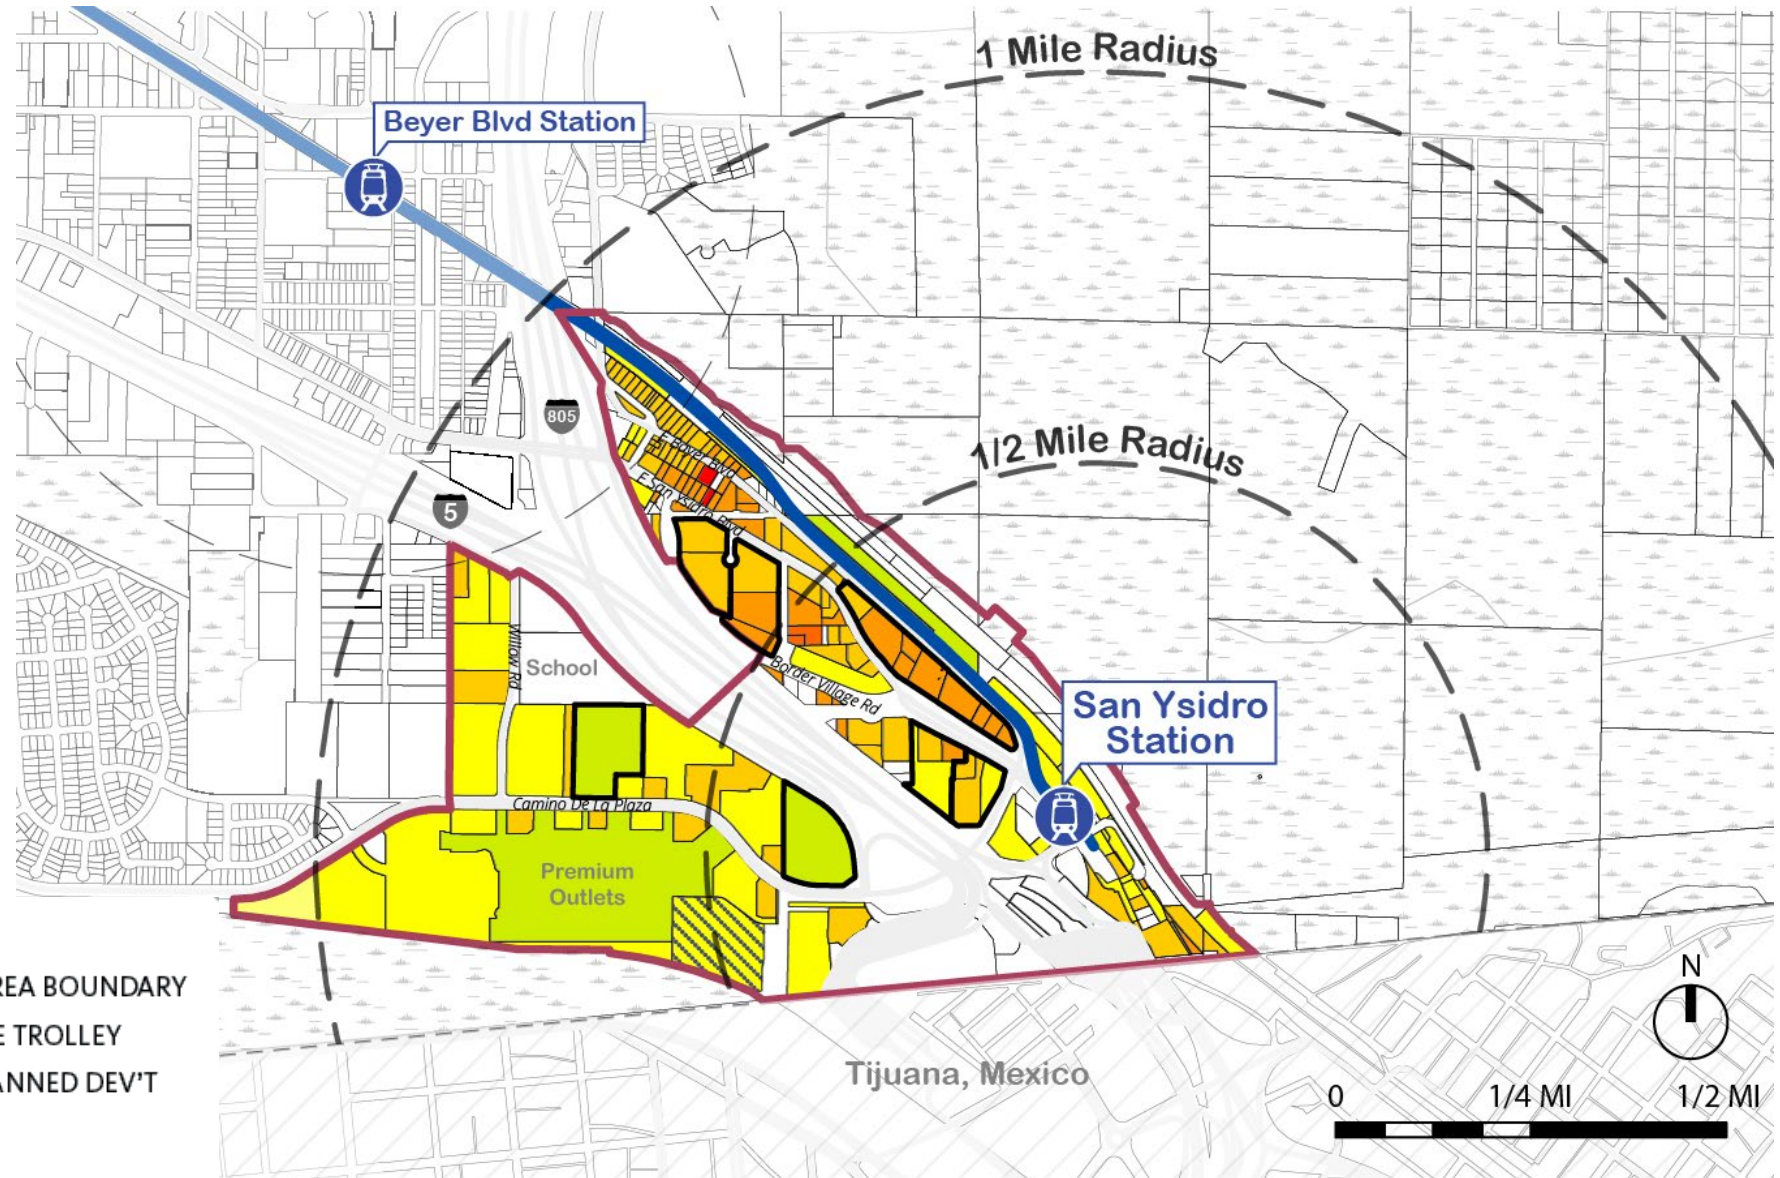 1 Mile Radius
Beyer Blvd Station
805
1/2 Mile Radius
E Beyer Blvd
E San Ysidro Blvd
5
Willow Rd
School
Border Village Rd
San Ysidro
Station
Camino De La Plaza
Premium
Outlets
REA BOUNDARY
E TROLLEY
ANNED DEV'T
N
Tijuana, Mexico
0 1/4 MI 1/2 MI